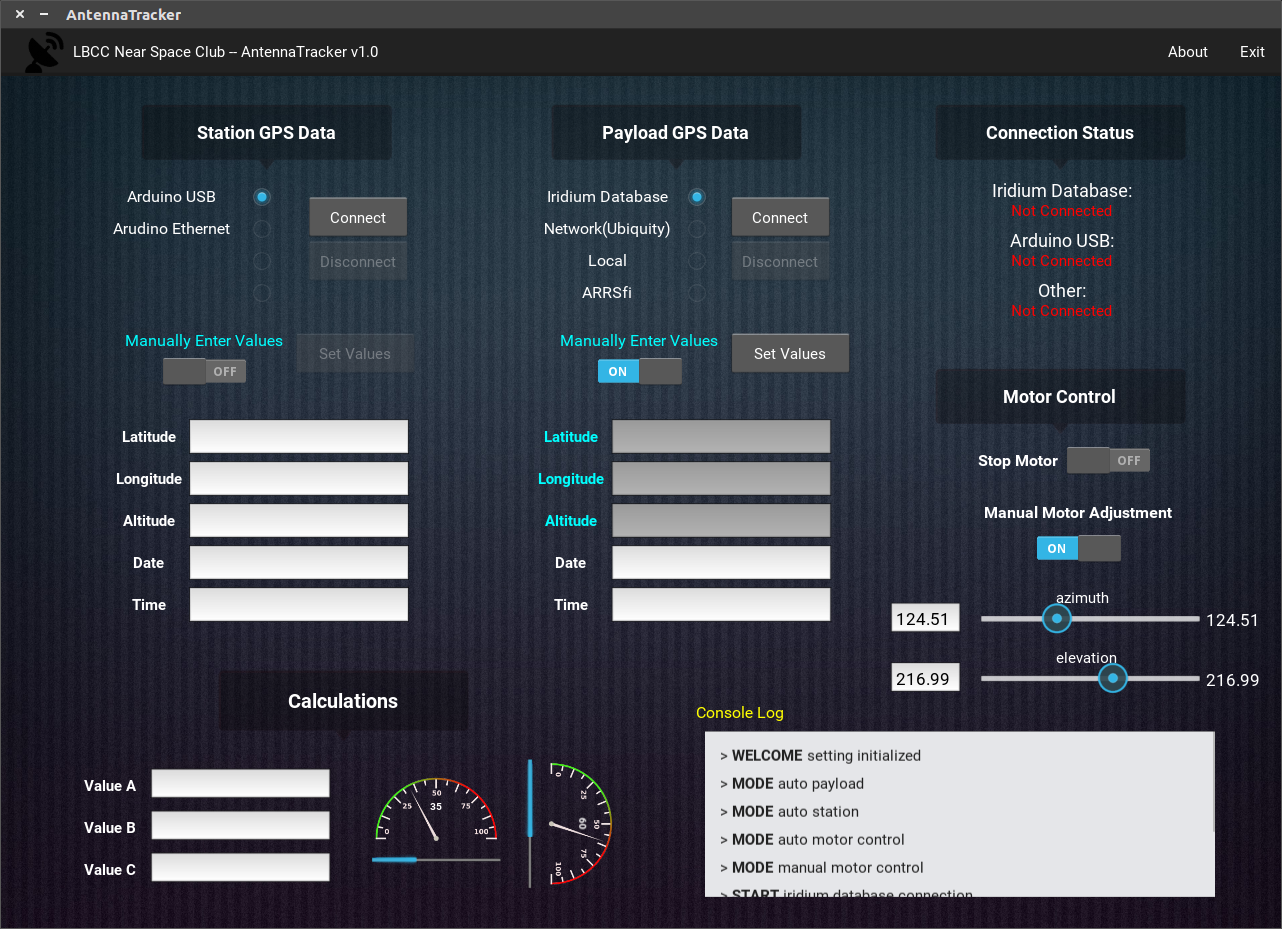 AntennaTracker
LBCC Near Space Club -- AntennaTracker v1.0
About
Exit
Station GPS Data
Arduino USB
Arudino Ethernet
Connect
Disconnect
Manually Enter Values
OFF
Set Values
Latitude
Longitude
Altitude
Date
Time
Payload GPS Data
Iridium Database
Network(Ubiquity)
Local
ARRSfi
Connect
Disconnect
Manually Enter Values
ON
Set Values
Latitude
Longitude
Altitude
Date
Time
Connection Status
Iridium Database:
Not Connected
Arduino USB:
Not Connected
Other:
Not Connected
Motor Control
Stop Motor
OFF
Manual Motor Adjustment
ON
azimuth
124.51
124.51
elevation
216.99
216.99
Calculations
Value A
Value B
Value C
0
25
50
75
100
35
0
25
50
75
100
60
Console Log
> WELCOME setting initialized
> MODE auto payload
> MODE auto station
> MODE auto motor control
> MODE manual motor control
> START iridium database connection